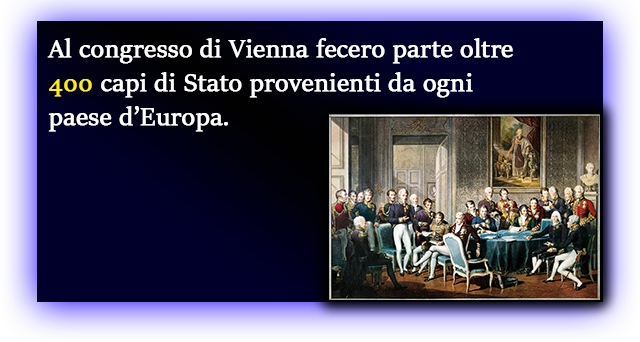 Al congresso di Vienna fecero parte oltre
400 capi di Stato provenienti da ogni
paese d’Europa.